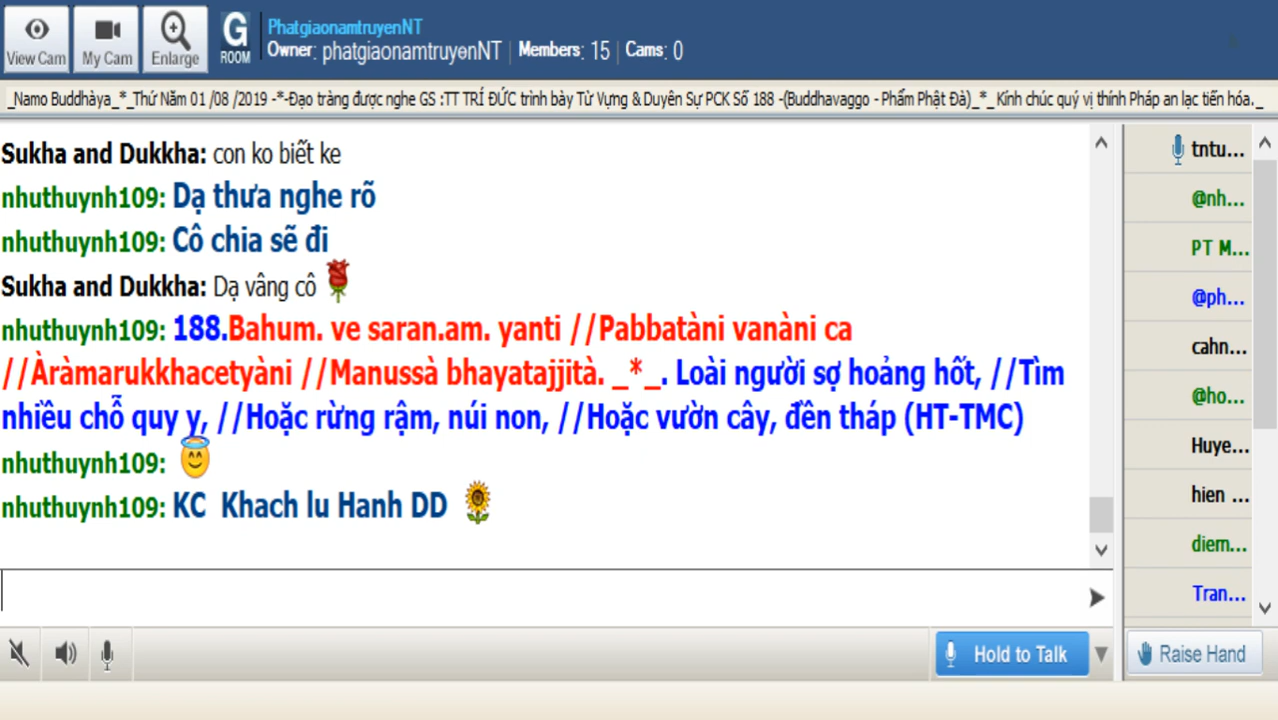 View Cam
My Cam
Enlarge
G
ROOM
PhatgiaonamtruyenNT
Owner: phatgiaonamtruyenNT | Members: 15 | Cams: 0
_Namo Buddhàya_*_Thứ Năm 01 /08 /2019 -*-Đạo tràng được nghe GS :TT TRÍ ĐỨC trình bày Từ Vựng & Duyên Sự PCK Số 188 -(Buddhavaggo - Phẩm Phật Đà)_*_ Kính chúc quý vị thính Pháp an lạc tiến hóa._
Sukha and Dukkha: con ko biết ke
nhuthuynh109: Dạ thưa nghe rõ
nhuthuynh109: Cô chia sẽ đi
Sukha and Dukkha: Dạ vâng cô
nhuthuynh109: 188.Bahum. ve saran.am. yanti //Pabbatàni vanàni ca
//Àràmarukkhacetyàni //Manussà bhayatajjità. _*_. Loài người sợ hoảng hốt, //Tìm
nhiều chỗ quy y, //Hoặc rừng rậm, núi non, //Hoặc vườn cây, đền tháp (HT-TMC)
nhuthuynh109:
nhuthuynh109: KC Khach lu Hanh DD
tntu...
@nh...
PT M...
@ph...
cahn...
@ho...
Huye...
hien ...
diem...
Tran...
Hold to Talk
Raise Hand